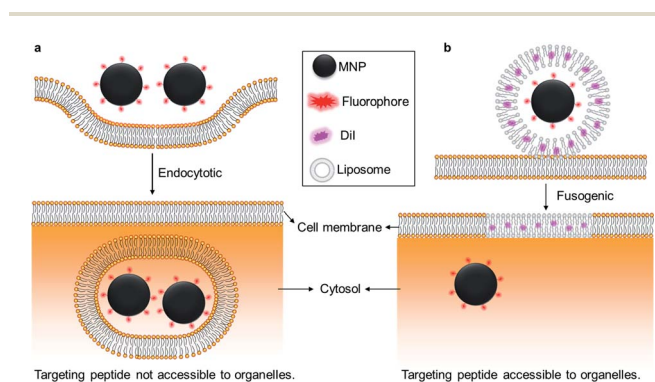 a
b
MNP
Fluorophore
DiI
Liposome
Endocytotic
Fusogenic
Cell membrane
Cytosol
Targeting peptide not accessible to organelles.
Targeting peptide accessible to organelles.